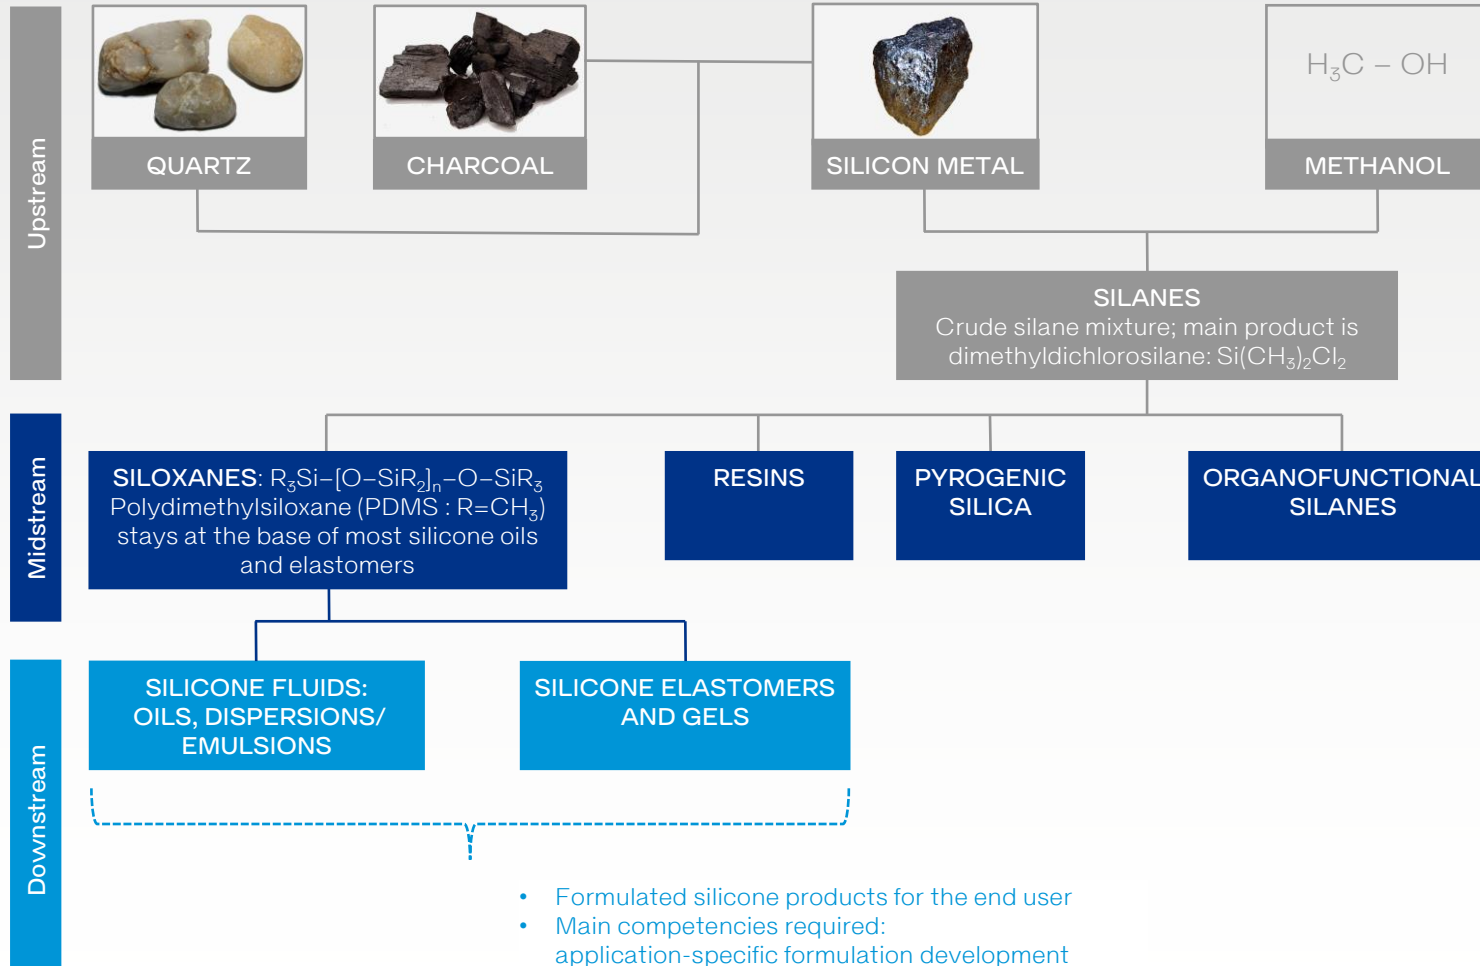 Upstream
QUARTZ
CHARCOAL
SILICON METAL
H₃C – OH
METHANOL
SILANES
Crude silane mixture; main product is
dimethyldichlorosilane: Si(CH₃)₂Cl₂
Midstream
SILOXANES: R₃Si–[O–SiR₂]ₙ–O–SiR₃
Polydimethylsiloxane (PDMS : R=CH₃)
stays at the base of most silicone oils
and elastomers
RESINS
PYROGENIC
SILICA
ORGANOFUNCTIONAL
SILANES
Downstream
SILICONE FLUIDS:
OILS, DISPERSIONS/
EMULSIONS
SILICONE ELASTOMERS
AND GELS
• Formulated silicone products for the end user
• Main competencies required:
application-specific formulation development